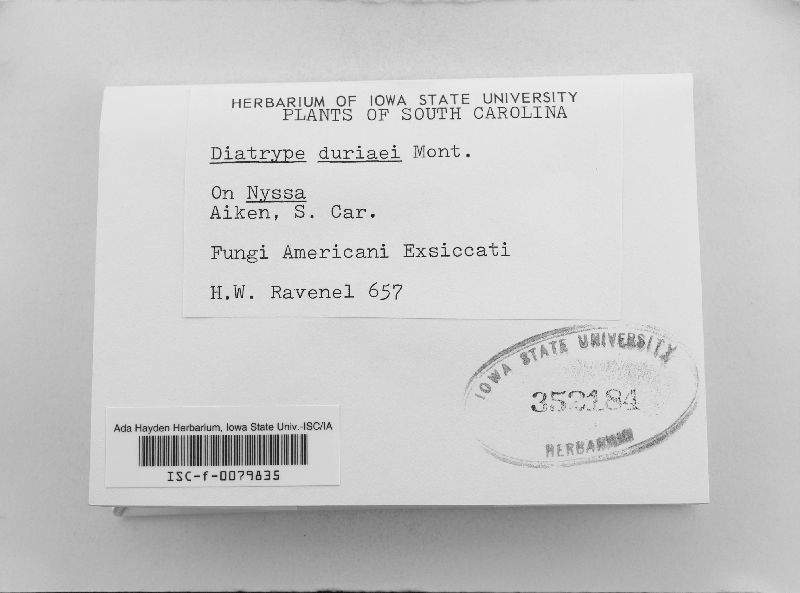 HERBARIUM OF IOWA STATE UNIVERSITY
PLANTS OF SOUTH CAROLINA
Diatrype duriaei Mont.
On Nyssa
Aiken, S. Car.
Fungi Americani Exsiccati
H.W. Ravenel 657
IOWA STATE UNIVERSITY
352184
HERBARIUM
Ada Hayden Herbarium, Iowa State Univ.-ISC/IA
ISC-f-0079835